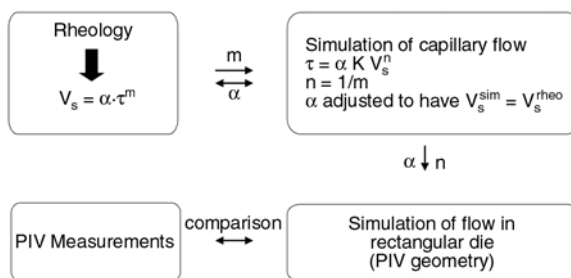 Rheology
V_s = α·τ^m
m
α
Simulation of capillary flow
τ = α K V_s^n
n = 1/m
α adjusted to have V_s^sim = V_s^rheo
α n
PIV Measurements
comparison
Simulation of flow in
rectangular die
(PIV geometry)